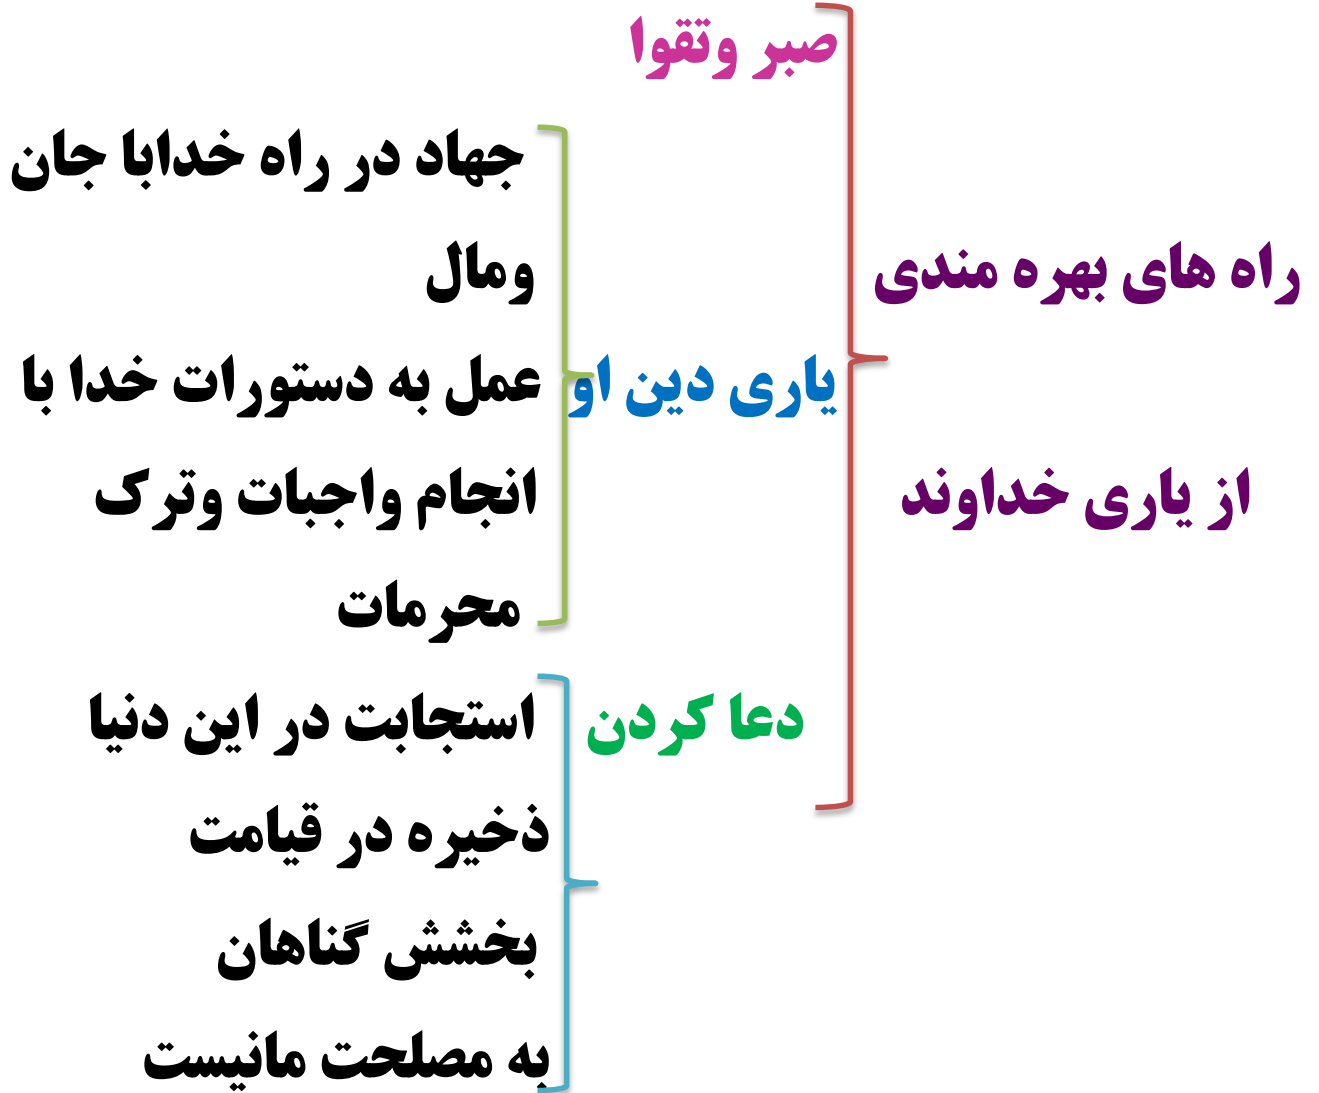 صبر وتقوا
جهاد در راه خدابا جان
راه های بهره مندی
ومال
یاری دین او
عمل به دستورات خدا با
از یاری خداوند
انجام واجبات وترک
محرمات
دعا کردن
استجابت در این دنیا
ذخیره در قیامت
بخشش گناهان
به مصلحت مانیست